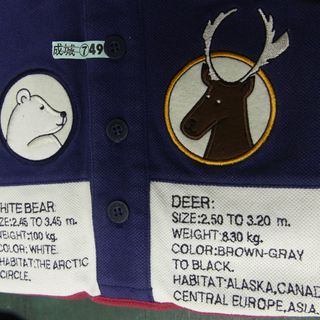 成城 ⑦49
HITE BEAR:
SIZE:2.45 TO 3.45 m.
WEIGHT:100 kg.
COLOR: WHITE.
HABITAT:THE ARCTIC
CIRCLE.
DEER:
SIZE:2.50 TO 3.20 m.
WEIGHT:830 kg.
COLOR:BROWN-GRAY
TO BLACK.
HABITAT:ALASKA,CANAD
CENTRAL EUROPE,ASIA.